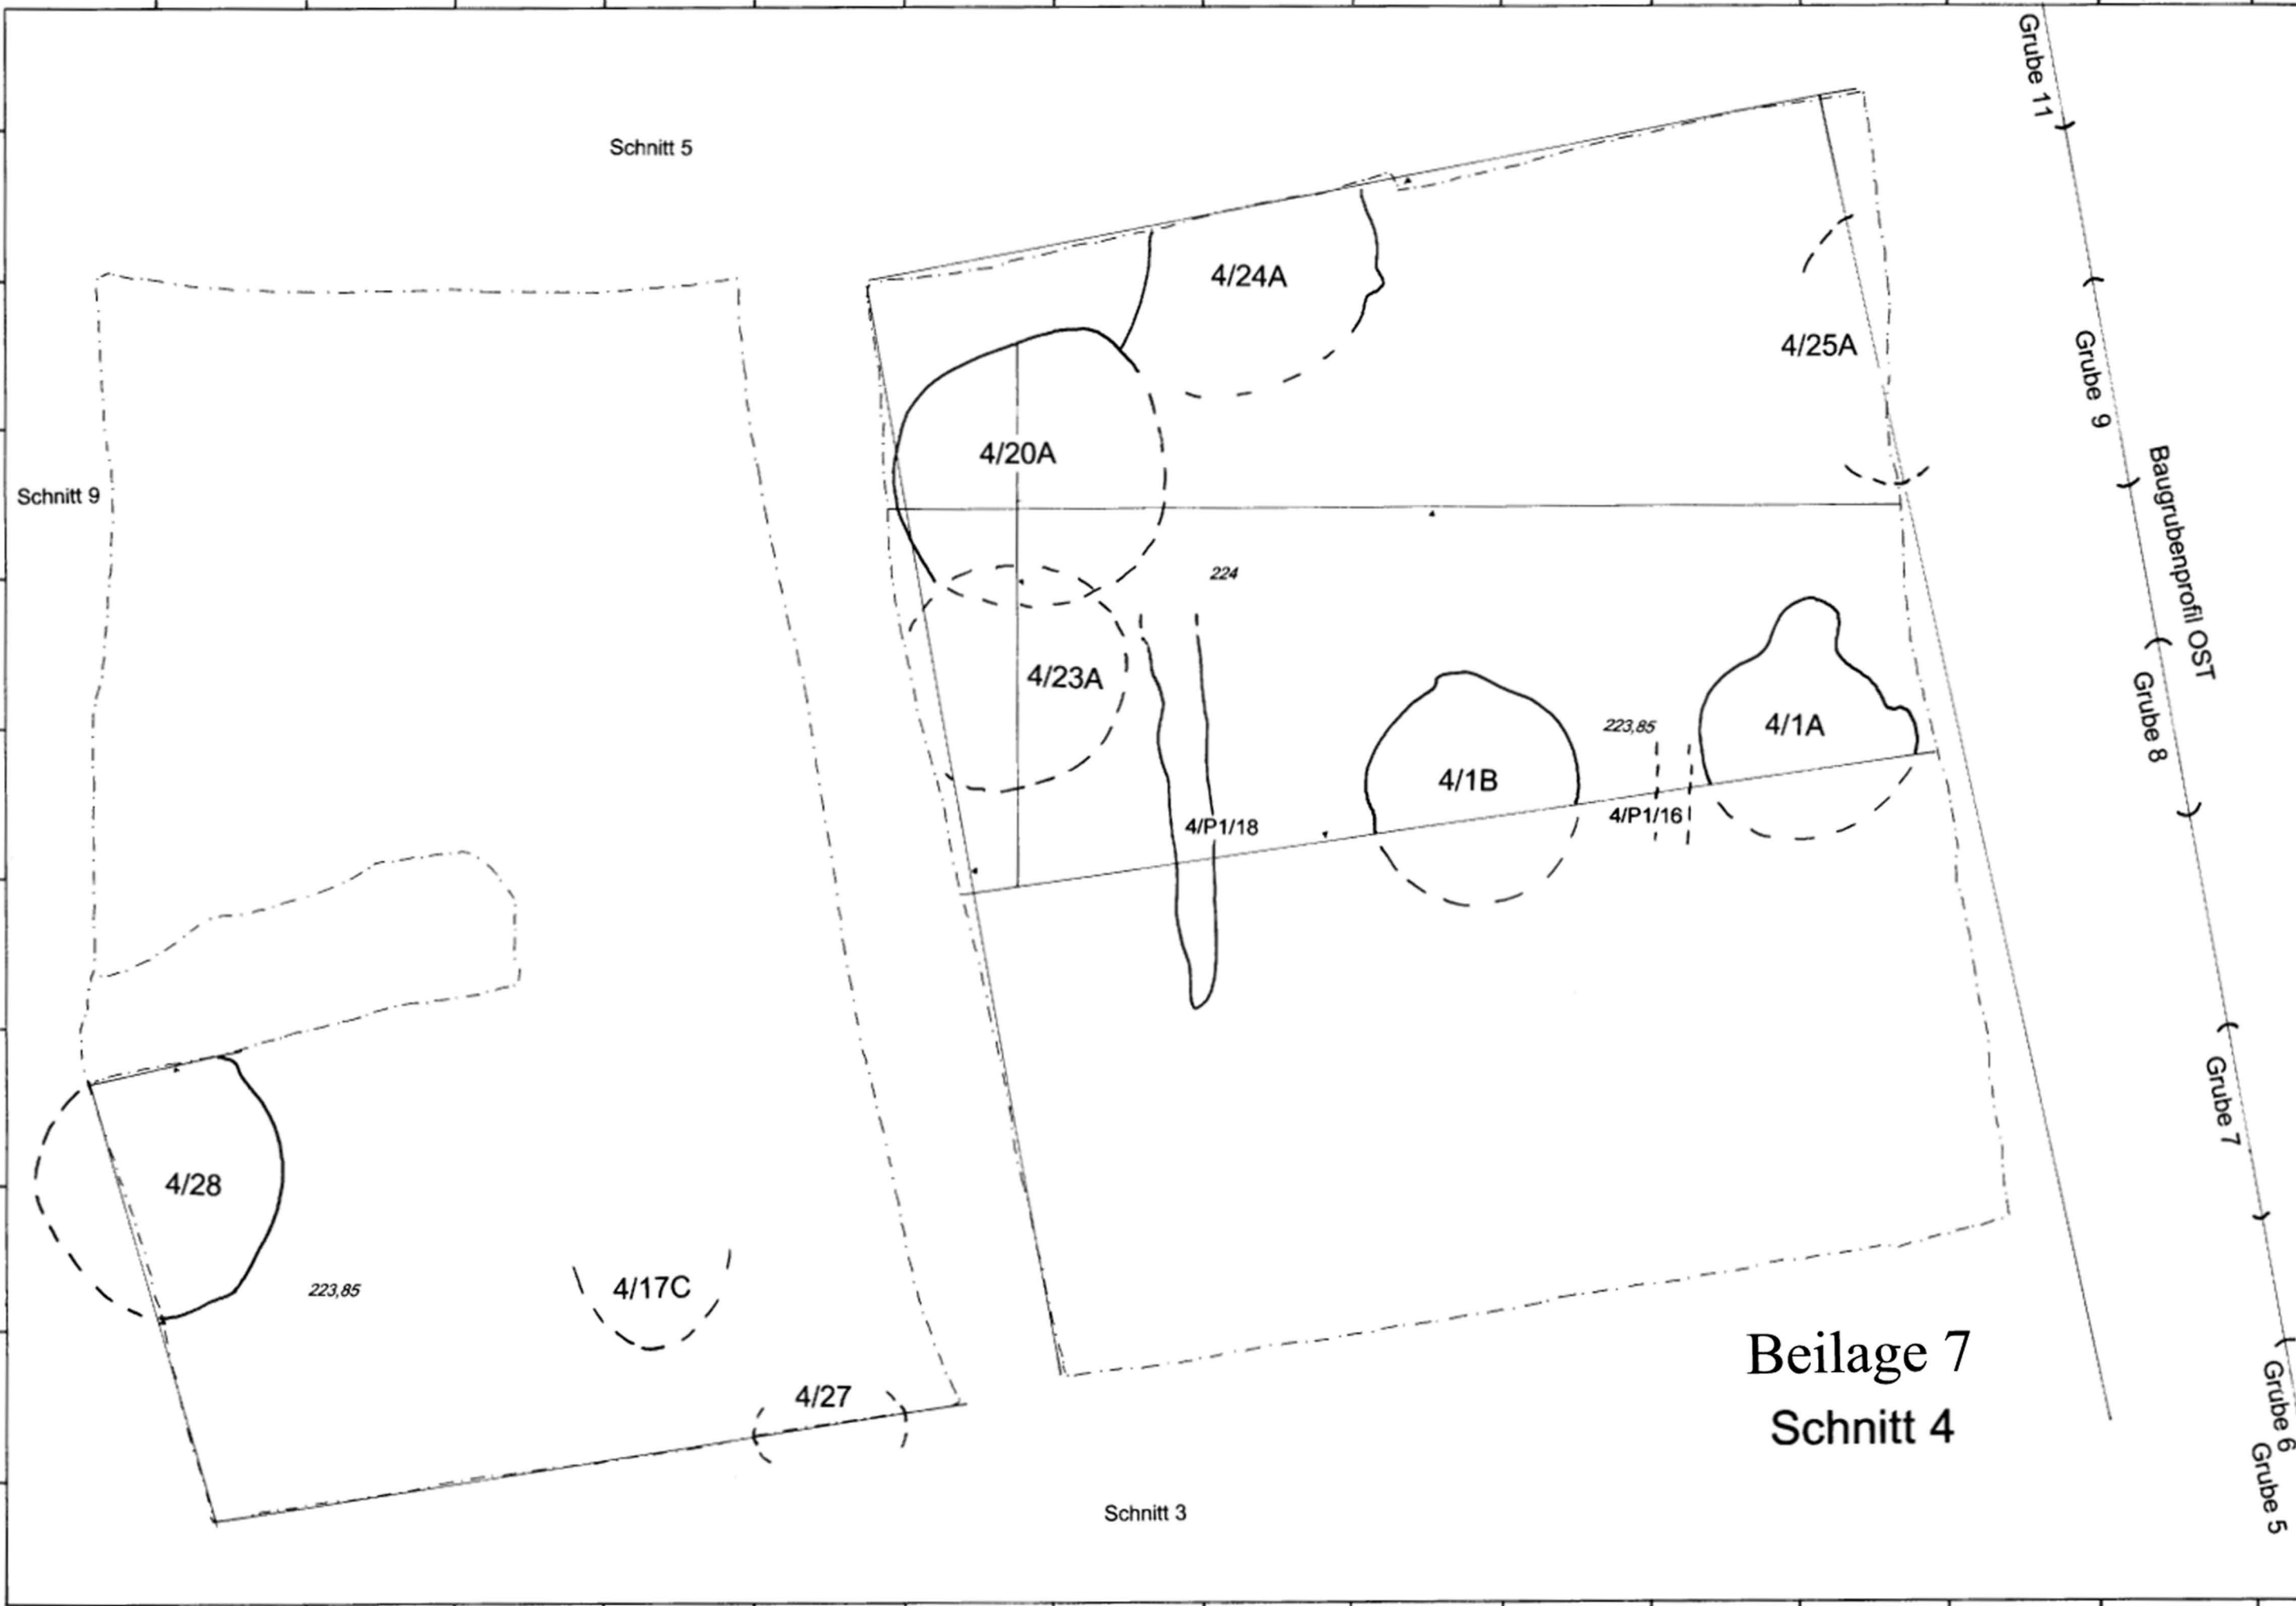 Grube 11
Schnitt 5
4/24A
4/25A
Grube 9
4/20A
Schnitt 9
Baugrubenprofil OST
224
4/23A
223,85
4/1A
Grube 8
4/1B
4/P1/18
4/P1/16
Grube 7
4/28
223,85
4/17C
4/27
Beilage 7
Schnitt 4
Grube 6
Grube 5
Schnitt 3